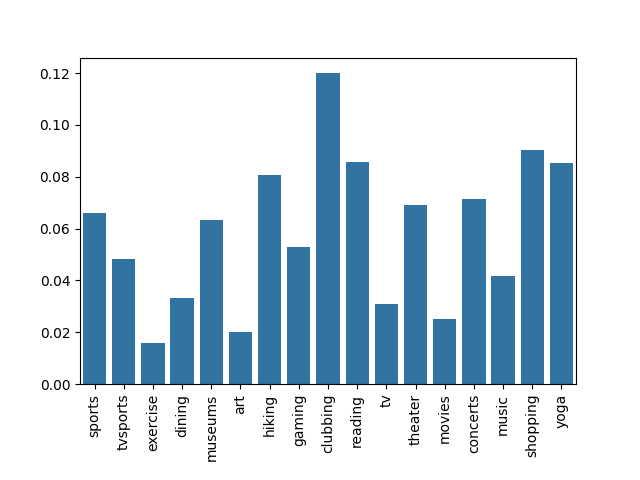 0.12
0.10
0.08
0.06
0.04
0.02
0.00
sports
tvsports
exercise
dining
museums
art
hiking
gaming
clubbing
reading
tv
theater
movies
concerts
music
shopping
yoga